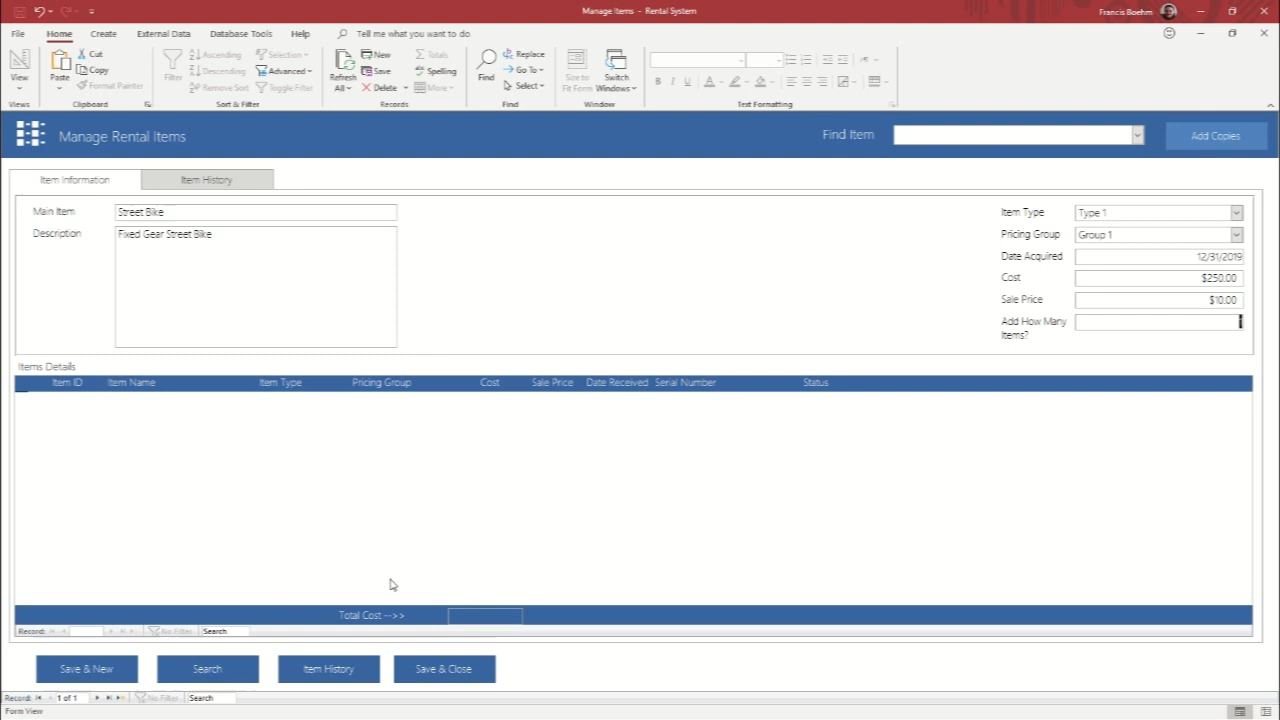 Manage Items - Rental System
Francis Boehm
File Home Create External Data Database Tools Help Tell me what you want to do
View
Views
Paste
Cut
Copy
Format Painter
Clipboard
Filter
Ascending
Descending
Remove Sort
Selection
Advanced
Toggle Filter
Sort & Filter
Refresh
All
New
Save
Delete
Totals
Spelling
More
Records
Find
Replace
Go To
Select
Find
Size to
Fit Form
Switch
Windows
Window
B I U
Text Formatting
Manage Rental Items
Find Item
Add Copies
Item Information Item History
Main Item Street Bike
Description Fixed Gear Street Bike
Item Type Type 1
Pricing Group Group 1
Date Acquired 12/31/2019
Cost $250.00
Sale Price $10.00
Add How Many
Items?
Items Details
Item ID Item Name Item Type Pricing Group Cost Sale Price Date Received Serial Number Status
Total Cost -->>
Record: No Filter Search
Save & New Search Item History Save & Close
Record: 1 of 1 No Filter Search
Form View